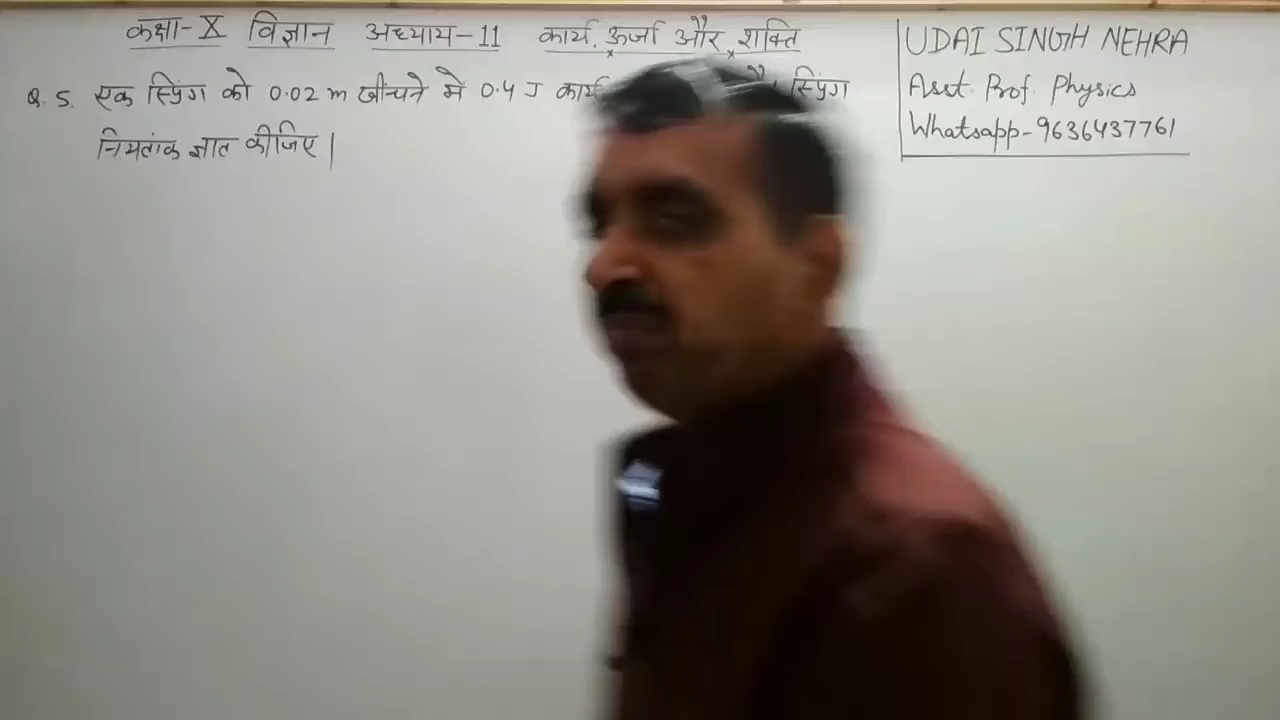 कक्षा-X विज्ञान अध्याय-11 कार्य, ऊर्जा और शक्ति
Q. 5. एक स्प्रिंग को 0.02 m खींचने मे 0.4 J कार्य है। स्प्रिंग
नियतांक ज्ञात कीजिए।
UDAI SINGH NEHRA
Asst. Prof. Physics
Whatsapp-9636437761